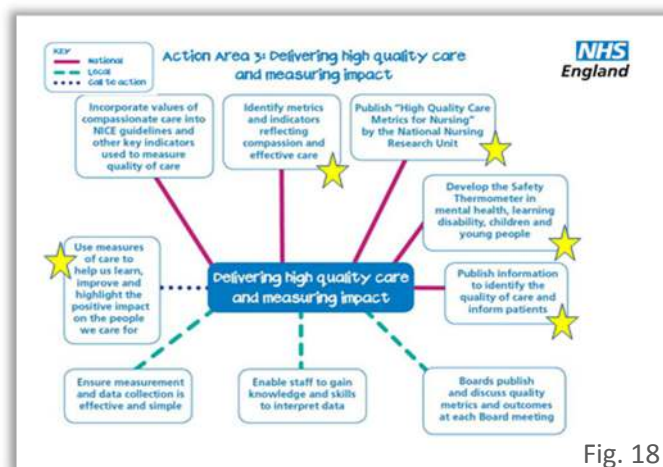 KEY
National
Local
Call to action
Action Area 3: Delivering high quality care
and measuring impact
NHS
England
Incorporate values of
compassionate care into
NICE guidelines and
other key indicators
used to measure
quality of care
Identify metrics
and indicators
reflecting
compassion and
effective care
Publish "High Quality Care
Metrics for Nursing"
by the National Nursing
Research Unit
Develop the Safety
Thermometer in
mental health, learning
disability, children and
young people
Use measures
of care to
help us learn,
improve and
highlight the
positive impact
on the people
we care for
Delivering high quality care
and measuring impact
Publish information
to identify the
quality of care and
inform patients
Ensure measurement
and data collection is
effective and simple
Enable staff to gain
knowledge and skills
to interpret data
Boards publish
and discuss quality
metrics and outcomes
at each Board meeting
Fig. 18